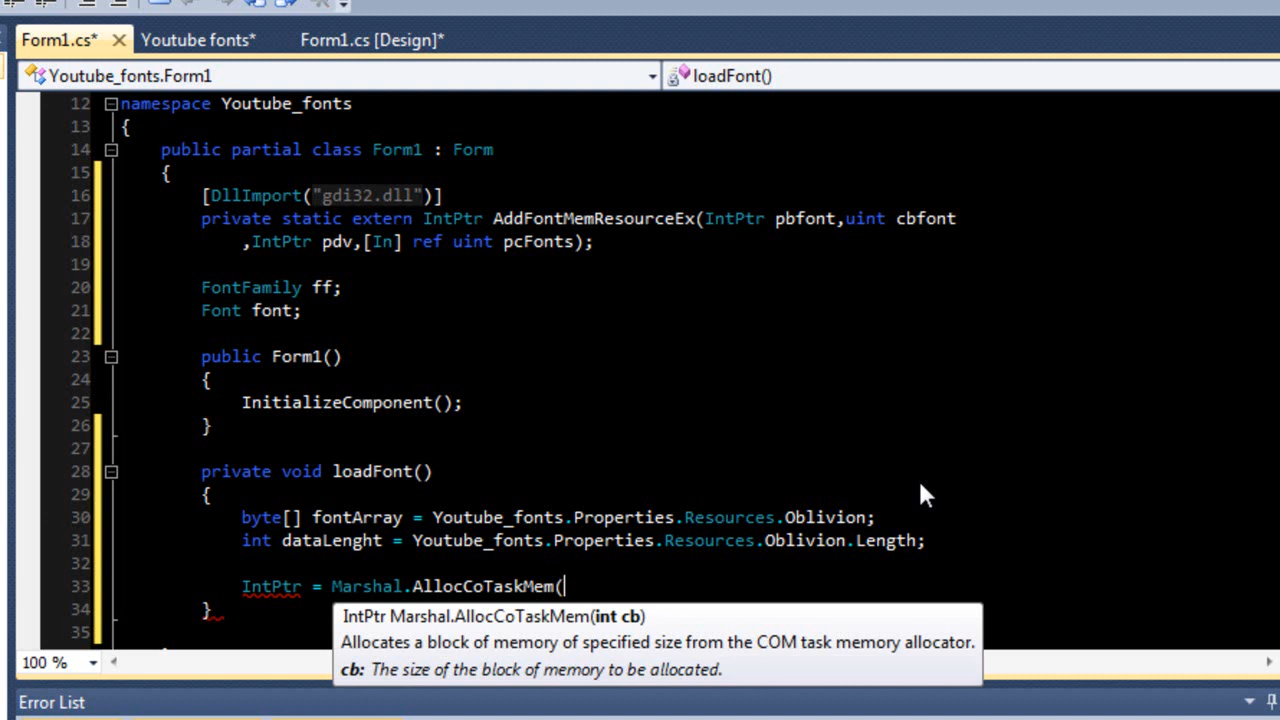 Form1.cs* Youtube fonts* Form1.cs [Design]*
Youtube_fonts.Form1 loadFont()
12 namespace Youtube_fonts
13 {
14 public partial class Form1 : Form
15 {
16 [DllImport("gdi32.dll")]
17 private static extern IntPtr AddFontMemResourceEx(IntPtr pbfont,uint cbfont
18 ,IntPtr pdv,[In] ref uint pcFonts);
19
20 FontFamily ff;
21 Font font;
22
23 public Form1()
24 {
25 InitializeComponent();
26 }
27
28 private void loadFont()
29 {
30 byte[] fontArray = Youtube_fonts.Properties.Resources.Oblivion;
31 int dataLenght = Youtube_fonts.Properties.Resources.Oblivion.Length;
32
33 IntPtr = Marshal.AllocCoTaskMem(
34 }
IntPtr Marshal.AllocCoTaskMem(int cb)
35
Allocates a block of memory of specified size from the COM task memory allocator.
100 %
cb: The size of the block of memory to be allocated.
Error List